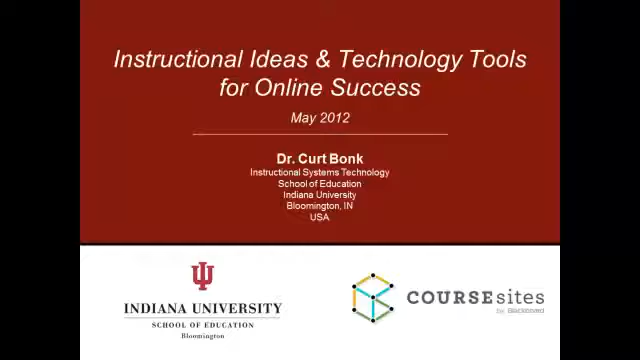 Instructional Ideas & Technology Tools
for Online Success
May 2012
Dr. Curt Bonk
Instructional Systems Technology
School of Education
Indiana University
Bloomington, IN
USA
INDIANA UNIVERSITY
SCHOOL OF EDUCATION
Bloomington
COURSEsites
by Blackboard